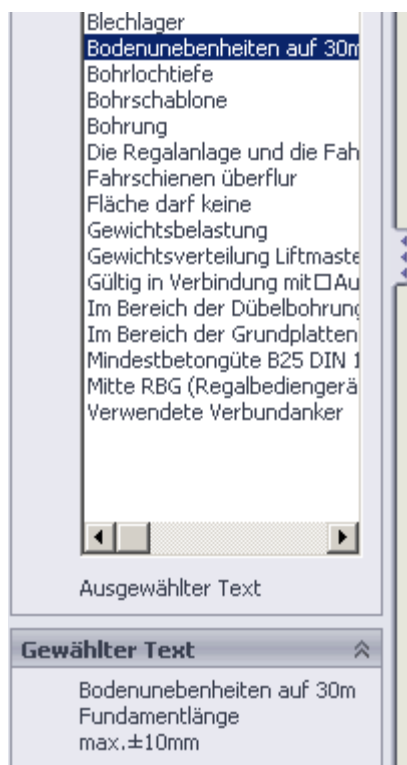 Blechlager
Bodenunebenheiten auf 30m
Bohrlochtiefe
Bohrschablone
Bohrung
Die Regalanlage und die Fah
Fahrschienen überflur
Fläche darf keine
Gewichtsbelastung
Gewichtsverteilung Liftmaste
Gültig in Verbindung mit□Au
Im Bereich der Dübelbohrung
Im Bereich der Grundplatten
Mindestbetongüte B25 DIN 1
Mitte RBG (Regalbediengerä
Verwendete Verbundanker
Ausgewählter Text
Gewählter Text
Bodenunebenheiten auf 30m
Fundamentlänge
max.±10mm